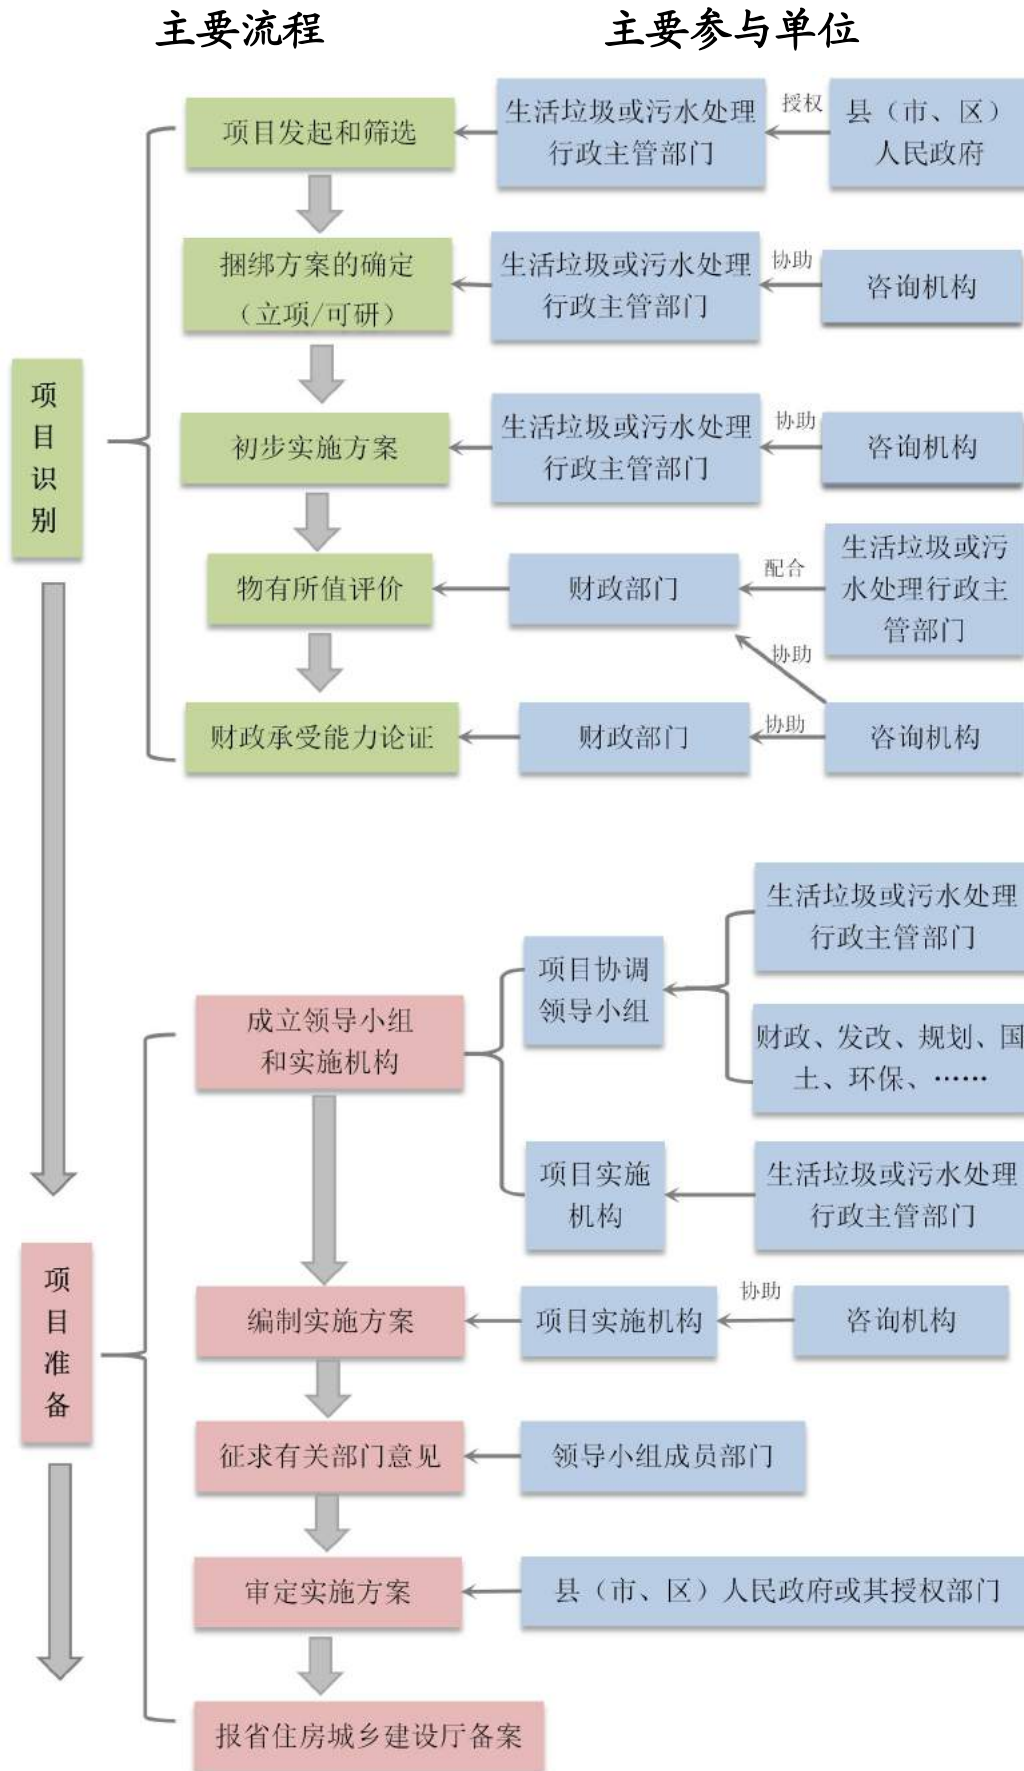 主要流程
主要参与单位
项目识别
项目发起和筛选
生活垃圾或污水处理
行政主管部门
授权
县（市、区）
人民政府
捆绑方案的确定
（立项/可研）
生活垃圾或污水处理
行政主管部门
协助
咨询机构
初步实施方案
生活垃圾或污水处理
行政主管部门
协助
咨询机构
物有所值评价
财政部门
配合
生活垃圾或污
水处理行政主
管部门
协助
财政承受能力论证
财政部门
协助
咨询机构
项目准备
成立领导小组
和实施机构
项目协调
领导小组
生活垃圾或污水处理
行政主管部门
财政、发改、规划、国
土、环保、……
项目实施
机构
生活垃圾或污水处理
行政主管部门
编制实施方案
项目实施机构
协助
咨询机构
征求有关部门意见
领导小组成员部门
审定实施方案
县（市、区）人民政府或其授权部门
报省住房城乡建设厅备案